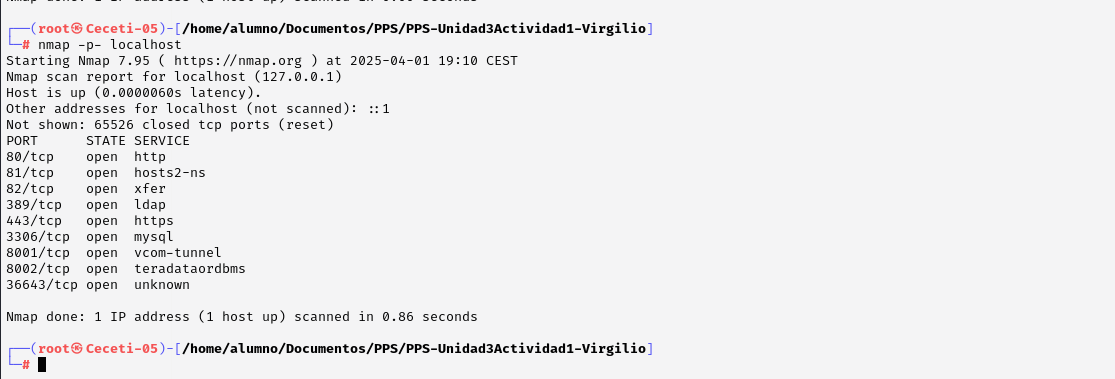 ┌──(root㉿Ceceti-05)-[/home/alumno/Documentos/PPS/PPS-Unidad3Actividad1-Virgilio]
└─# nmap -p- localhost
Starting Nmap 7.95 ( https://nmap.org ) at 2025-04-01 19:10 CEST
Nmap scan report for localhost (127.0.0.1)
Host is up (0.0000060s latency).
Other addresses for localhost (not scanned): ::1
Not shown: 65526 closed tcp ports (reset)
PORT      STATE SERVICE
80/tcp    open  http
81/tcp    open  hosts2-ns
82/tcp    open  xfer
389/tcp   open  ldap
443/tcp   open  https
3306/tcp  open  mysql
8001/tcp  open  vcom-tunnel
8002/tcp  open  teradataordbms
36643/tcp open  unknown
Nmap done: 1 IP address (1 host up) scanned in 0.86 seconds
┌──(root㉿Ceceti-05)-[/home/alumno/Documentos/PPS/PPS-Unidad3Actividad1-Virgilio]
└─#